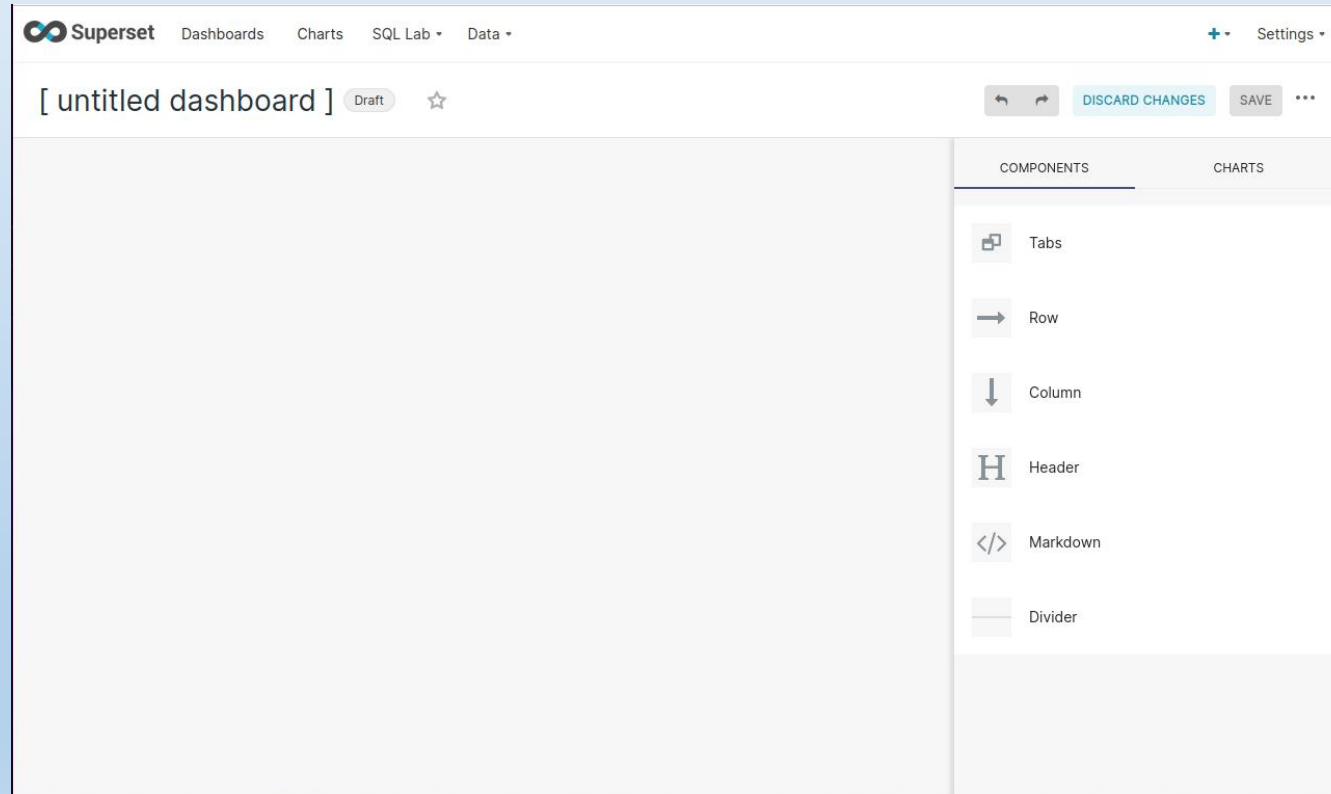 Superset Dashboards Charts SQL Lab Data Settings
[ untitled dashboard ] Draft DISCARD CHANGES SAVE
COMPONENTS CHARTS
Tabs
Row
Column
H Header
</> Markdown
Divider